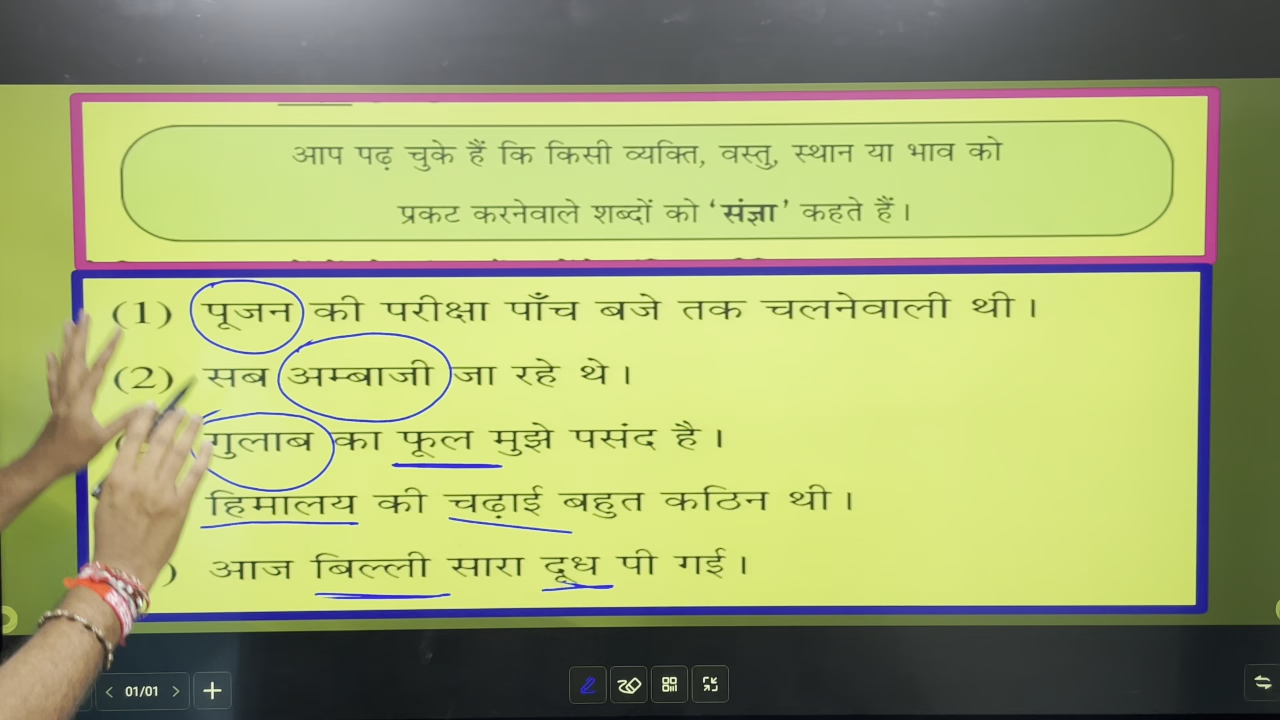 आप पढ़ चुके हैं कि किसी व्यक्ति, वस्तु, स्थान या भाव को
प्रकट करनेवाले शब्दों को ‘संज्ञा’ कहते हैं।
(1) पूजन की परीक्षा पाँच बजे तक चलनेवाली थी।
(2) सब अम्बाजी जा रहे थे।
गुलाब का फूल मुझे पसंद है।
हिमालय की चढ़ाई बहुत कठिन थी।
) आज बिल्ली सारा दूध पी गई।
01/01